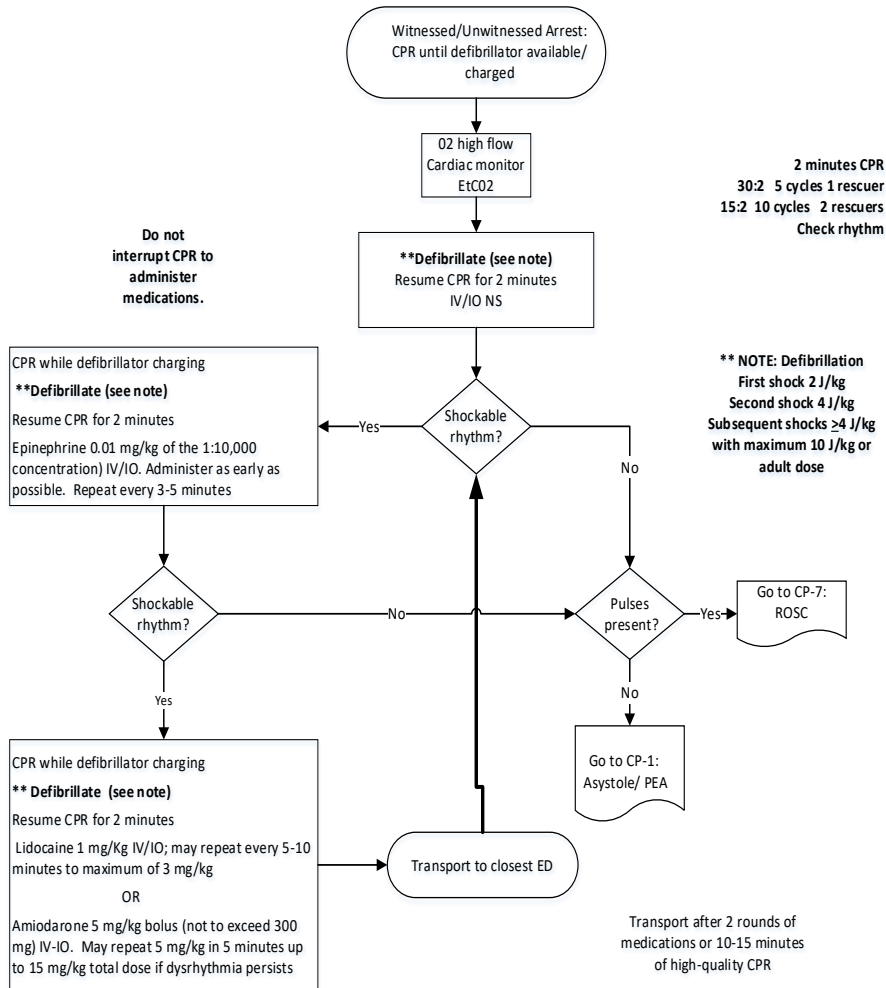 Witnessed/Unwitnessed Arrest:
CPR until defibrillator available/
charged
02 high flow
Cardiac monitor
EtC02
2 minutes CPR
30:2 5 cycles 1 rescuer
15:2 10 cycles 2 rescuers
Check rhythm
Do not
interrupt CPR to
administer
medications.
**Defibrillate (see note)
Resume CPR for 2 minutes
IV/IO NS
CPR while defibrillator charging
**Defibrillate (see note)
Resume CPR for 2 minutes
Epinephrine 0.01 mg/kg of the 1:10,000
concentration) IV/IO. Administer as early as
possible. Repeat every 3-5 minutes
Yes
Shockable
rhythm?
No
** NOTE: Defibrillation
First shock 2 J/kg
Second shock 4 J/kg
Subsequent shocks ≥4 J/kg
with maximum 10 J/kg or
adult dose
Shockable
rhythm?
No
Pulses
present?
Yes
Go to CP-7:
ROSC
Yes
No
Go to CP-1:
Asystole/ PEA
CPR while defibrillator charging
** Defibrillate (see note)
Resume CPR for 2 minutes
Lidocaine 1 mg/Kg IV/IO; may repeat every 5-10
minutes to maximum of 3 mg/kg
OR
Amiodarone 5 mg/kg bolus (not to exceed 300
mg) IV-IO. May repeat 5 mg/kg in 5 minutes up
to 15 mg/kg total dose if dysrhythmia persists
Transport to closest ED
Transport after 2 rounds of
medications or 10-15 minutes
of high-quality CPR